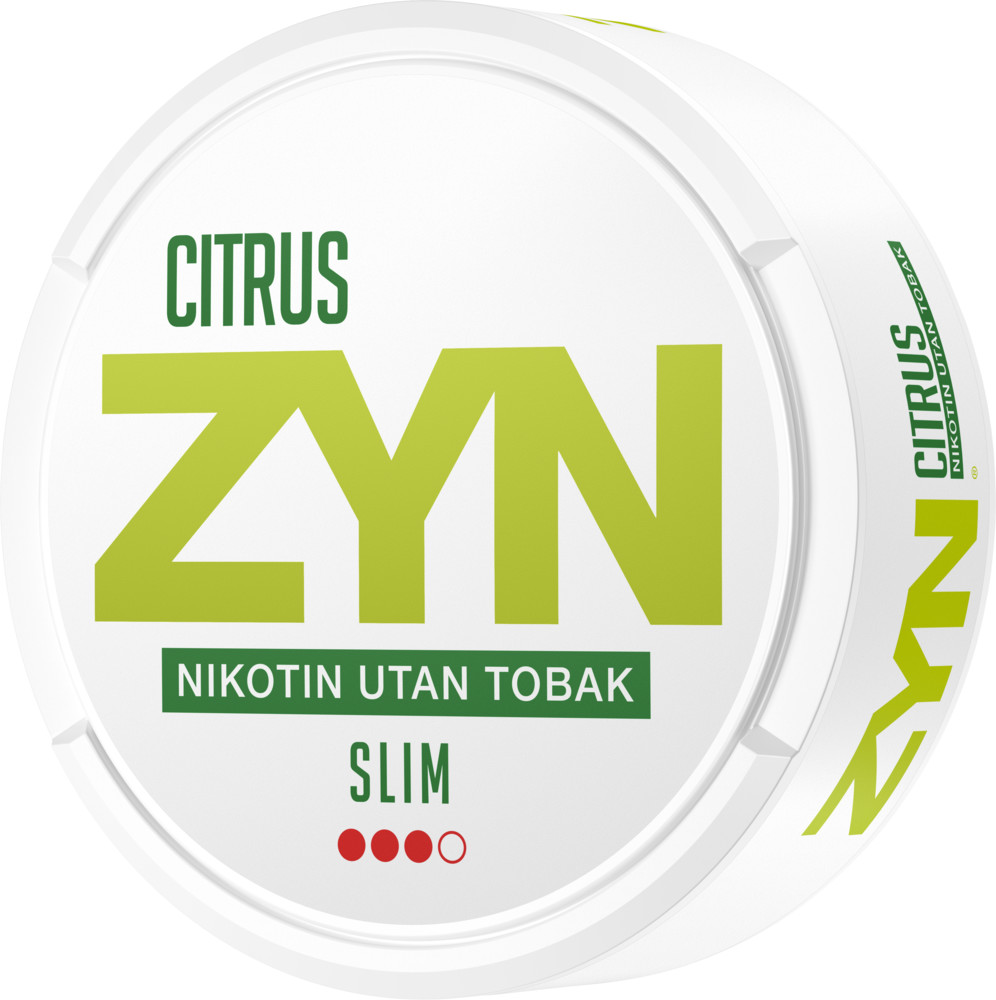 CITRUS
ZYN
NIKOTIN UTAN TOBAK
SLIM
ZYN
CITRUS
NIKOTIN UTAN TOBAK
®